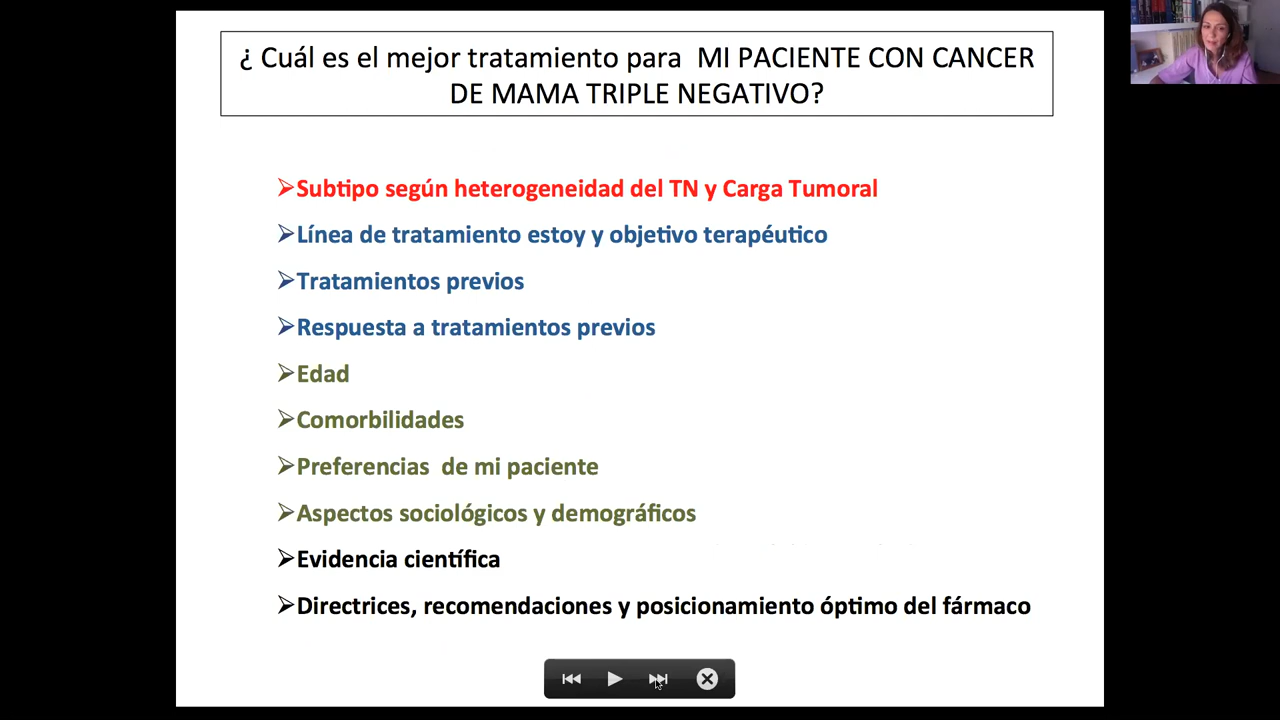 ¿ Cuál es el mejor tratamiento para MI PACIENTE CON CANCER
DE MAMA TRIPLE NEGATIVO?
➢Subtipo según heterogeneidad del TN y Carga Tumoral
➢Línea de tratamiento estoy y objetivo terapéutico
➢Tratamientos previos
➢Respuesta a tratamientos previos
➢Edad
➢Comorbilidades
➢Preferencias de mi paciente
➢Aspectos sociológicos y demográficos
➢Evidencia científica
➢Directrices, recomendaciones y posicionamiento óptimo del fármaco